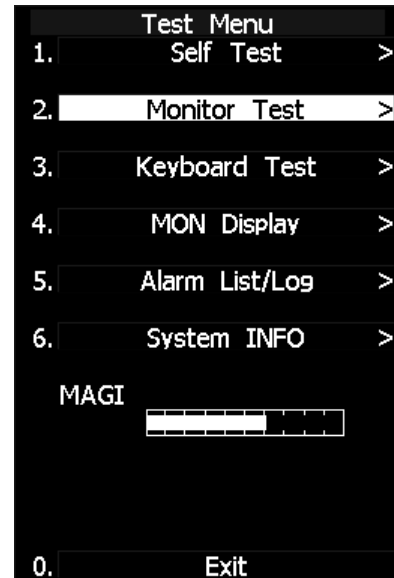 Test Menu
1. Self Test >
2. Monitor Test >
3. Keyboard Test >
4. MON Display >
5. Alarm List/Log >
6. System INFO >
MAGI
0. Exit